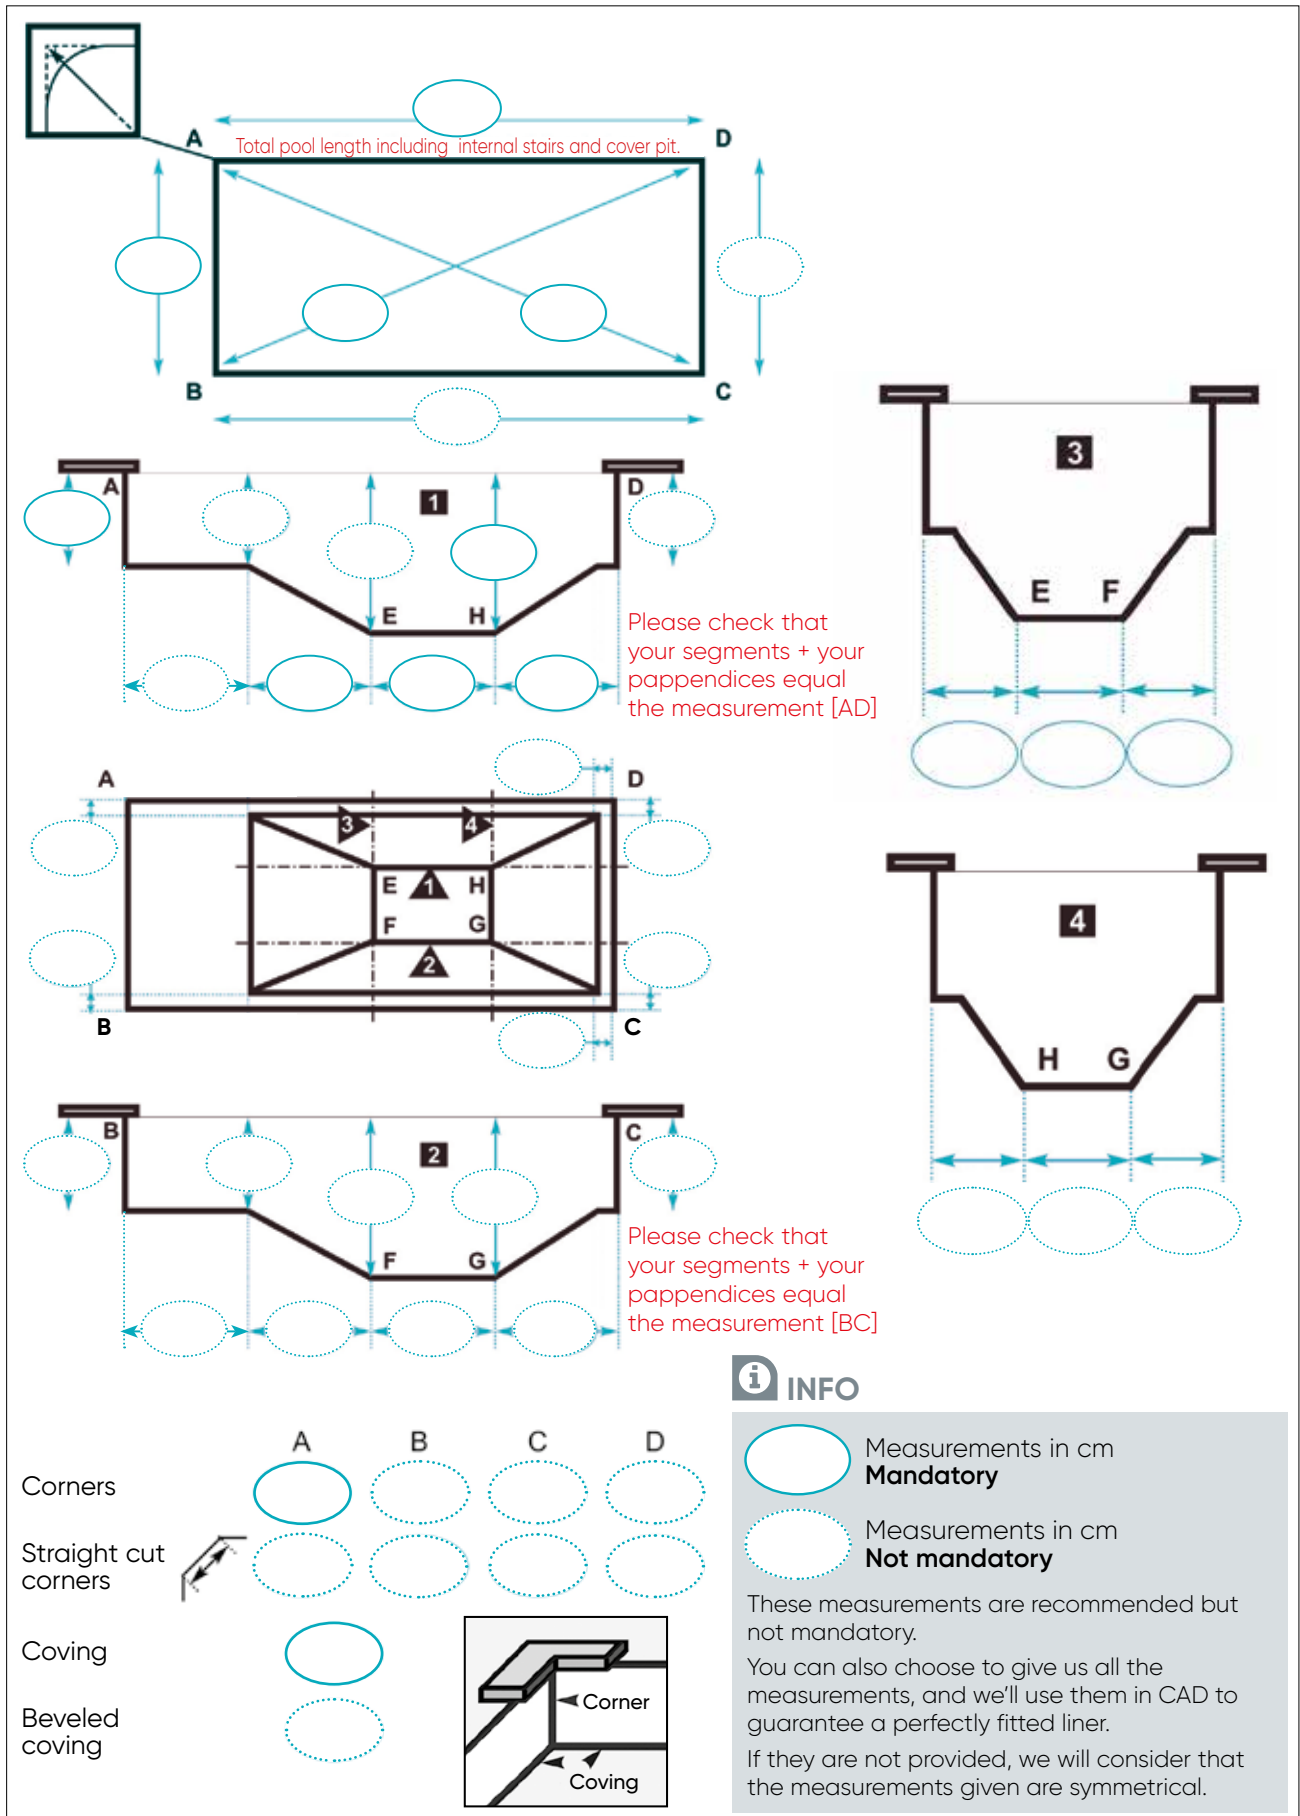 A
D
Total pool length including internal stairs and cover pit.
B
C
A
1
D
E
H
Please check that
your segments + your
pappendices equal
the measurement [AD]
3
E
F
A
D
3
4
E
1
H
F
G
2
B
C
4
H
G
B
2
C
F
G
Please check that
your segments + your
pappendices equal
the measurement [BC]
A B C D
Corners
Straight cut
corners
Coving
Beveled
coving
Corner
Coving
i INFO
Measurements in cm
Mandatory
Measurements in cm
Not mandatory
These measurements are recommended but
not mandatory.
You can also choose to give us all the
measurements, and we'll use them in CAD to
guarantee a perfectly fitted liner.
If they are not provided, we will consider that
the measurements given are symmetrical.